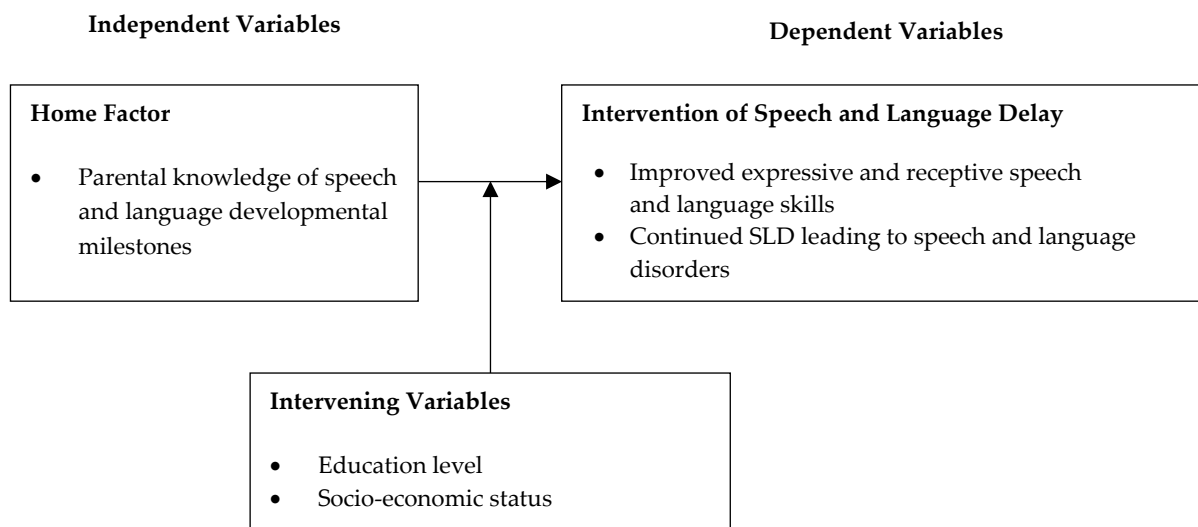 Independent Variables
Dependent Variables
Home Factor
• Parental knowledge of speech
and language developmental
milestones
Intervention of Speech and Language Delay
• Improved expressive and receptive speech
and language skills
• Continued SLD leading to speech and language
disorders
Intervening Variables
• Education level
• Socio-economic status